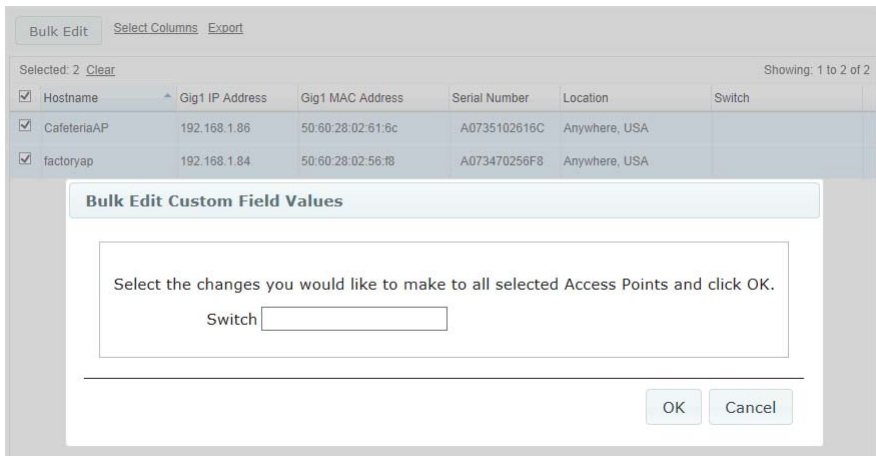 Bulk Edit Select Columns Export
Selected: 2 Clear Showing: 1 to 2 of 2
Hostname Gig1 IP Address Gig1 MAC Address Serial Number Location Switch
CafeteriaAP 192.168.1.86 50:60:28:02:61:6c A0735102616C Anywhere, USA
factoryap 192.168.1.84 50:60:28:02:56:f8 A073470256F8 Anywhere, USA
Bulk Edit Custom Field Values
Select the changes you would like to make to all selected Access Points and click OK.
Switch
OK Cancel